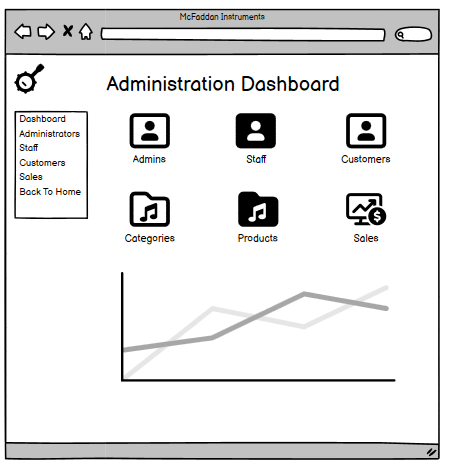 McFaddan Instruments
Administration Dashboard
Dashboard
Administrators
Staff
Customers
Sales
Back To Home
Admins
Staff
Customers
Categories
Products
$
Sales